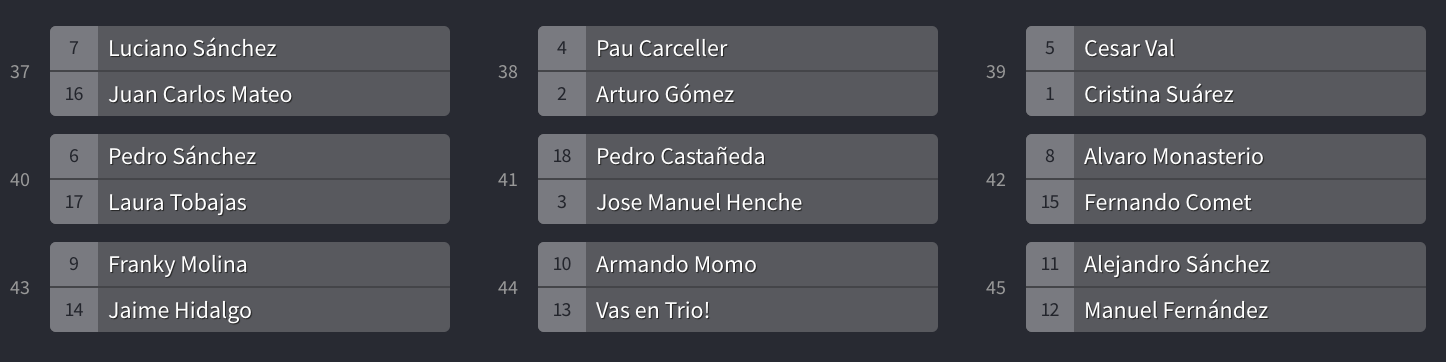 37
7 Luciano Sánchez
16 Juan Carlos Mateo
38
4 Pau Carceller
2 Arturo Gómez
39
5 Cesar Val
1 Cristina Suárez
40
6 Pedro Sánchez
17 Laura Tobajas
41
18 Pedro Castañeda
3 Jose Manuel Henche
42
8 Alvaro Monasterio
15 Fernando Comet
43
9 Franky Molina
14 Jaime Hidalgo
44
10 Armando Momo
13 Vas en Trio!
45
11 Alejandro Sánchez
12 Manuel Fernández